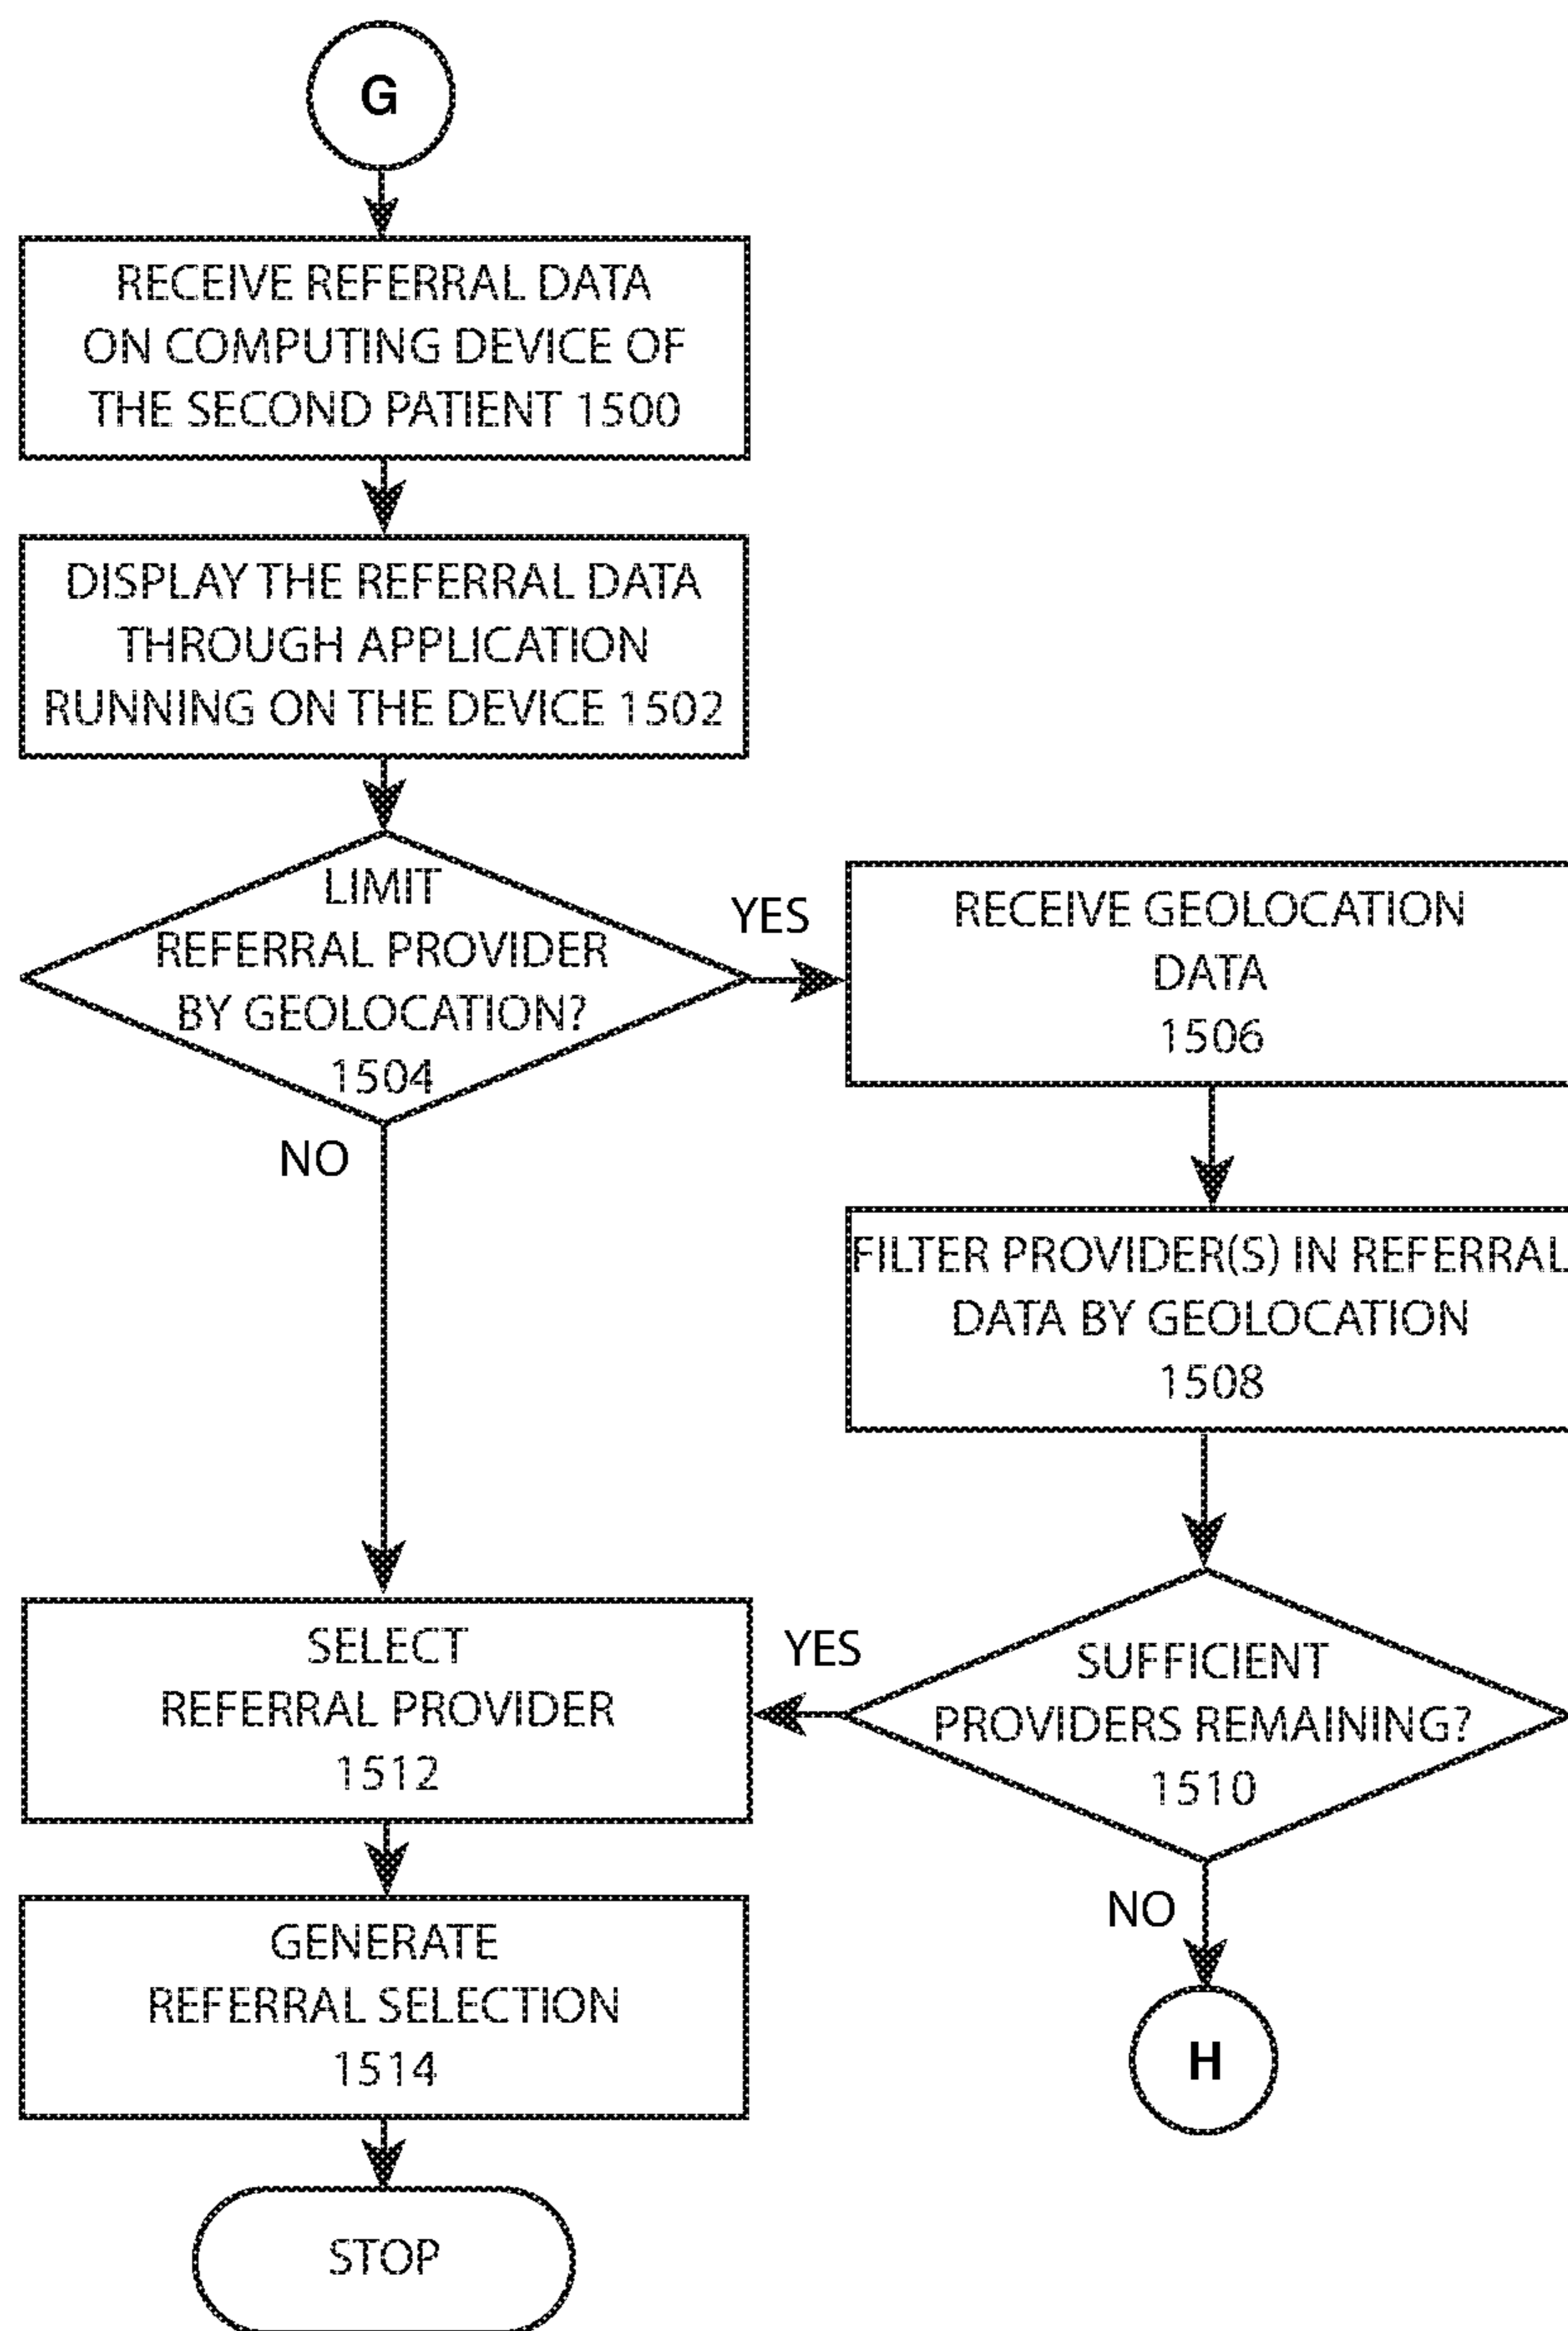 G
RECEIVE REFERRAL DATA
ON COMPUTING DEVICE OF
THE SECOND PATIENT 1500
DISPLAY THE REFERRAL DATA
THROUGH APPLICATION
RUNNING ON THE DEVICE 1502
LIMIT
REFERRAL PROVIDER
BY GEOLOCATION?
1504
YES
NO
RECEIVE GEOLOCATION
DATA
1506
FILTER PROVIDER(S) IN REFERRAL
DATA BY GEOLOCATION
1508
SUFFICIENT
PROVIDERS REMAINING?
1510
YES
NO
H
SELECT
REFERRAL PROVIDER
1512
GENERATE
REFERRAL SELECTION
1514
STOP